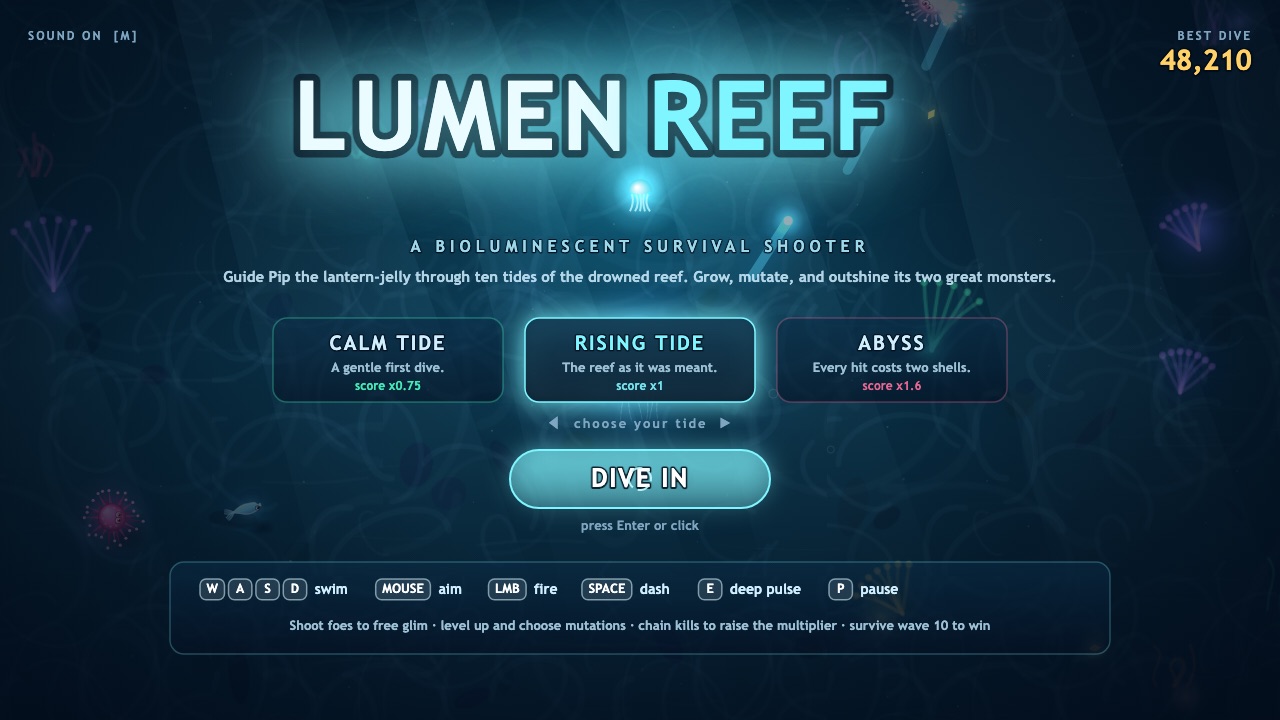 SOUND ON [M]
BEST DIVE
48,210
LUMEN REEF
A BIOLUMINESCENT SURVIVAL SHOOTER
Guide Pip the lantern-jelly through ten tides of the drowned reef. Grow, mutate, and outshine its two great monsters.
CALM TIDE
A gentle first dive.
score x0.75
RISING TIDE
The reef as it was meant.
score x1
ABYSS
Every hit costs two shells.
score x1.6
◀ choose your tide ▶
DIVE IN
press Enter or click
W A S D swim MOUSE aim LMB fire SPACE dash E deep pulse P pause
Shoot foes to free glim · level up and choose mutations · chain kills to raise the multiplier · survive wave 10 to win